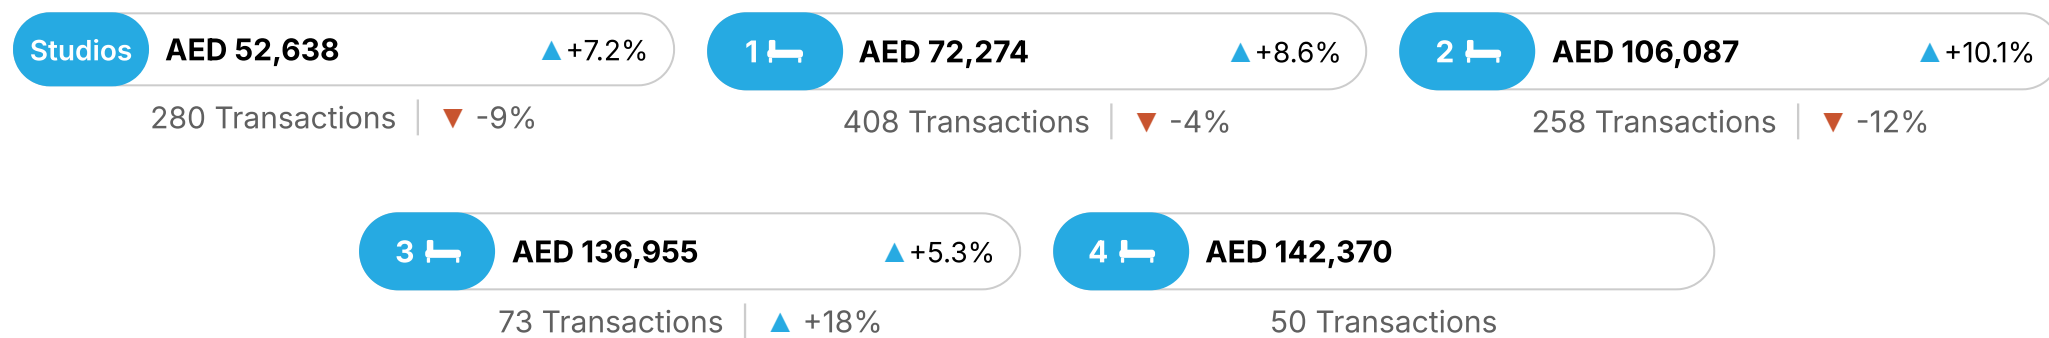 Studios AED 52,638 ▲+7.2%
280 Transactions | ▼ -9%
1 AED 72,274 ▲+8.6%
408 Transactions | ▼ -4%
2 AED 106,087 ▲+10.1%
258 Transactions | ▼ -12%
3 AED 136,955 ▲+5.3%
73 Transactions | ▲ +18%
4 AED 142,370
50 Transactions